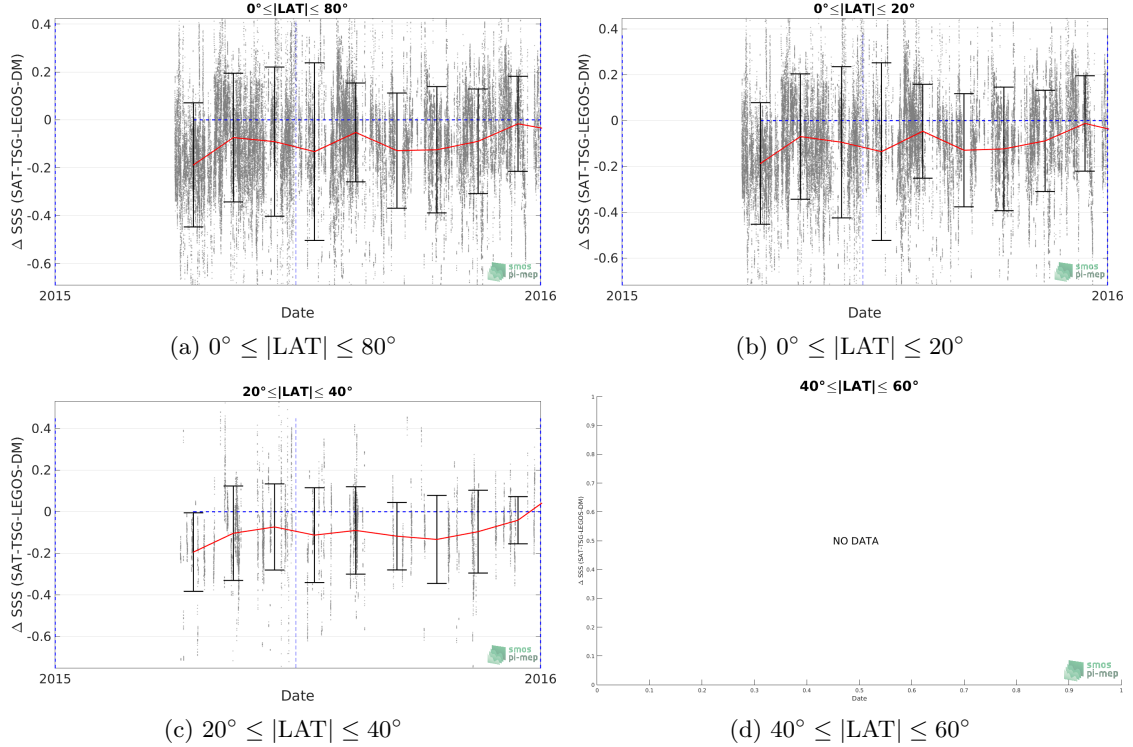 0°≤|LAT|≤ 80°
0.4
0.2
0
-0.2
-0.4
-0.6
Δ SSS (SAT-TSG-LEGOS-DM)
2015
2016
Date
smos
pi-mep
(a) 0° ≤ |LAT| ≤ 80°
0°≤|LAT|≤ 20°
0.4
0.2
0
-0.2
-0.4
-0.6
Δ SSS (SAT-TSG-LEGOS-DM)
2015
2016
Date
smos
pi-mep
(b) 0° ≤ |LAT| ≤ 20°
20°≤|LAT|≤ 40°
0.4
0.2
0
-0.2
-0.4
-0.6
Δ SSS (SAT-TSG-LEGOS-DM)
2015
2016
Date
smos
pi-mep
(c) 20° ≤ |LAT| ≤ 40°
40°≤|LAT|≤ 60°
1
0.9
0.8
0.7
0.6
0.5
0.4
0.3
0.2
0.1
0
Δ SSS (SAT-TSG-LEGOS-DM)
NO DATA
smos
pi-mep
0 0.1 0.2 0.3 0.4 0.5 0.6 0.7 0.8 0.9 1
Date
(d) 40° ≤ |LAT| ≤ 60°